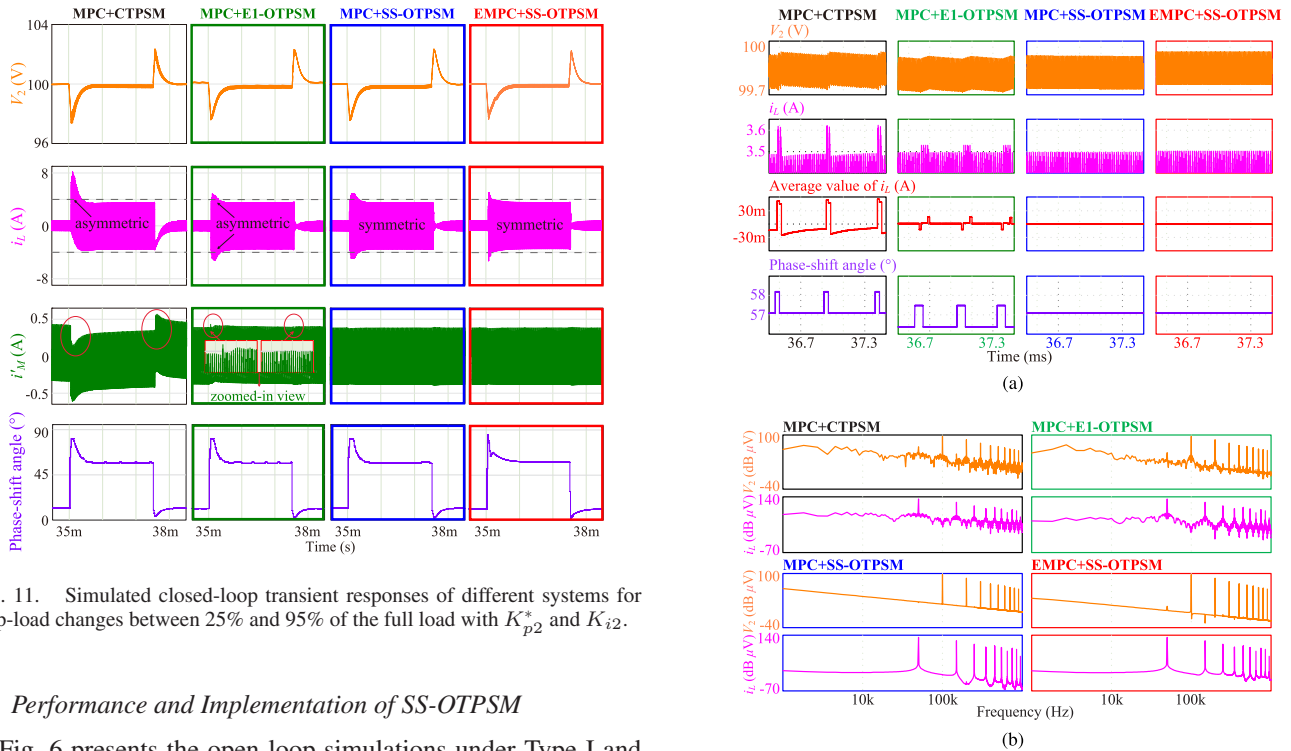 MPC+CTPSM MPC+E1-OTPSM MPC+SS-OTPSM EMPC+SS-OTPSM
104
100
96
V2 (V)
8
0
-8
iL (A)
asymmetric asymmetric symmetric symmetric
0.5
0
-0.5
i'M (A)
zoomed-in view
90
45
0
Phase-shift angle (°)
35m 38m 35m 38m 35m 38m 35m 38m
Time (s)
. 11. Simulated closed-loop transient responses of different systems for
p-load changes between 25% and 95% of the full load with K*p2 and Ki2.
Performance and Implementation of SS-OTPSM
Fig. 6 presents the open loop simulations under Type I and
MPC+CTPSM MPC+E1-OTPSM MPC+SS-OTPSM EMPC+SS-OTPSM
V2 (V)
100
99.7
iL (A)
3.6
3.5
Average value of iL (A)
30m
-30m
Phase-shift angle (°)
58
57
36.7 37.3 36.7 37.3 36.7 37.3 36.7 37.3
Time (ms)
(a)
MPC+CTPSM MPC+E1-OTPSM
V2 (dB μV)
100
-40
iL (dB μV)
140
-70
MPC+SS-OTPSM EMPC+SS-OTPSM
V2 (dB μV)
100
-40
iL (dB μV)
140
-70
10k 100k 10k 100k
Frequency (Hz)
(b)